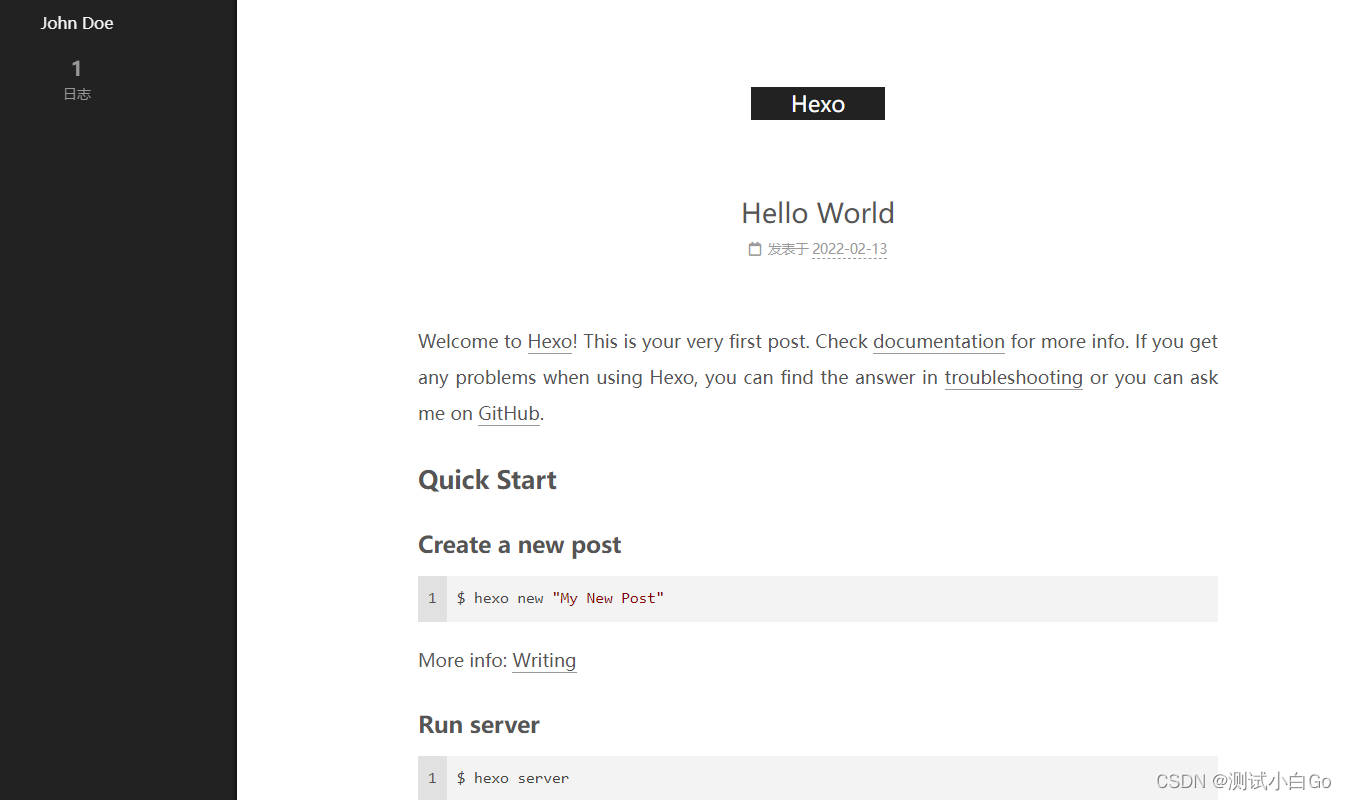 John Doe
1
日志
Hexo
Hello World
发表于 2022-02-13
Welcome to Hexo! This is your very first post. Check documentation for more info. If you get
any problems when using Hexo, you can find the answer in troubleshooting or you can ask
me on GitHub.
Quick Start
Create a new post
1 $ hexo new "My New Post"
More info: Writing
Run server
1 $ hexo server
CSDN @测试小白Go